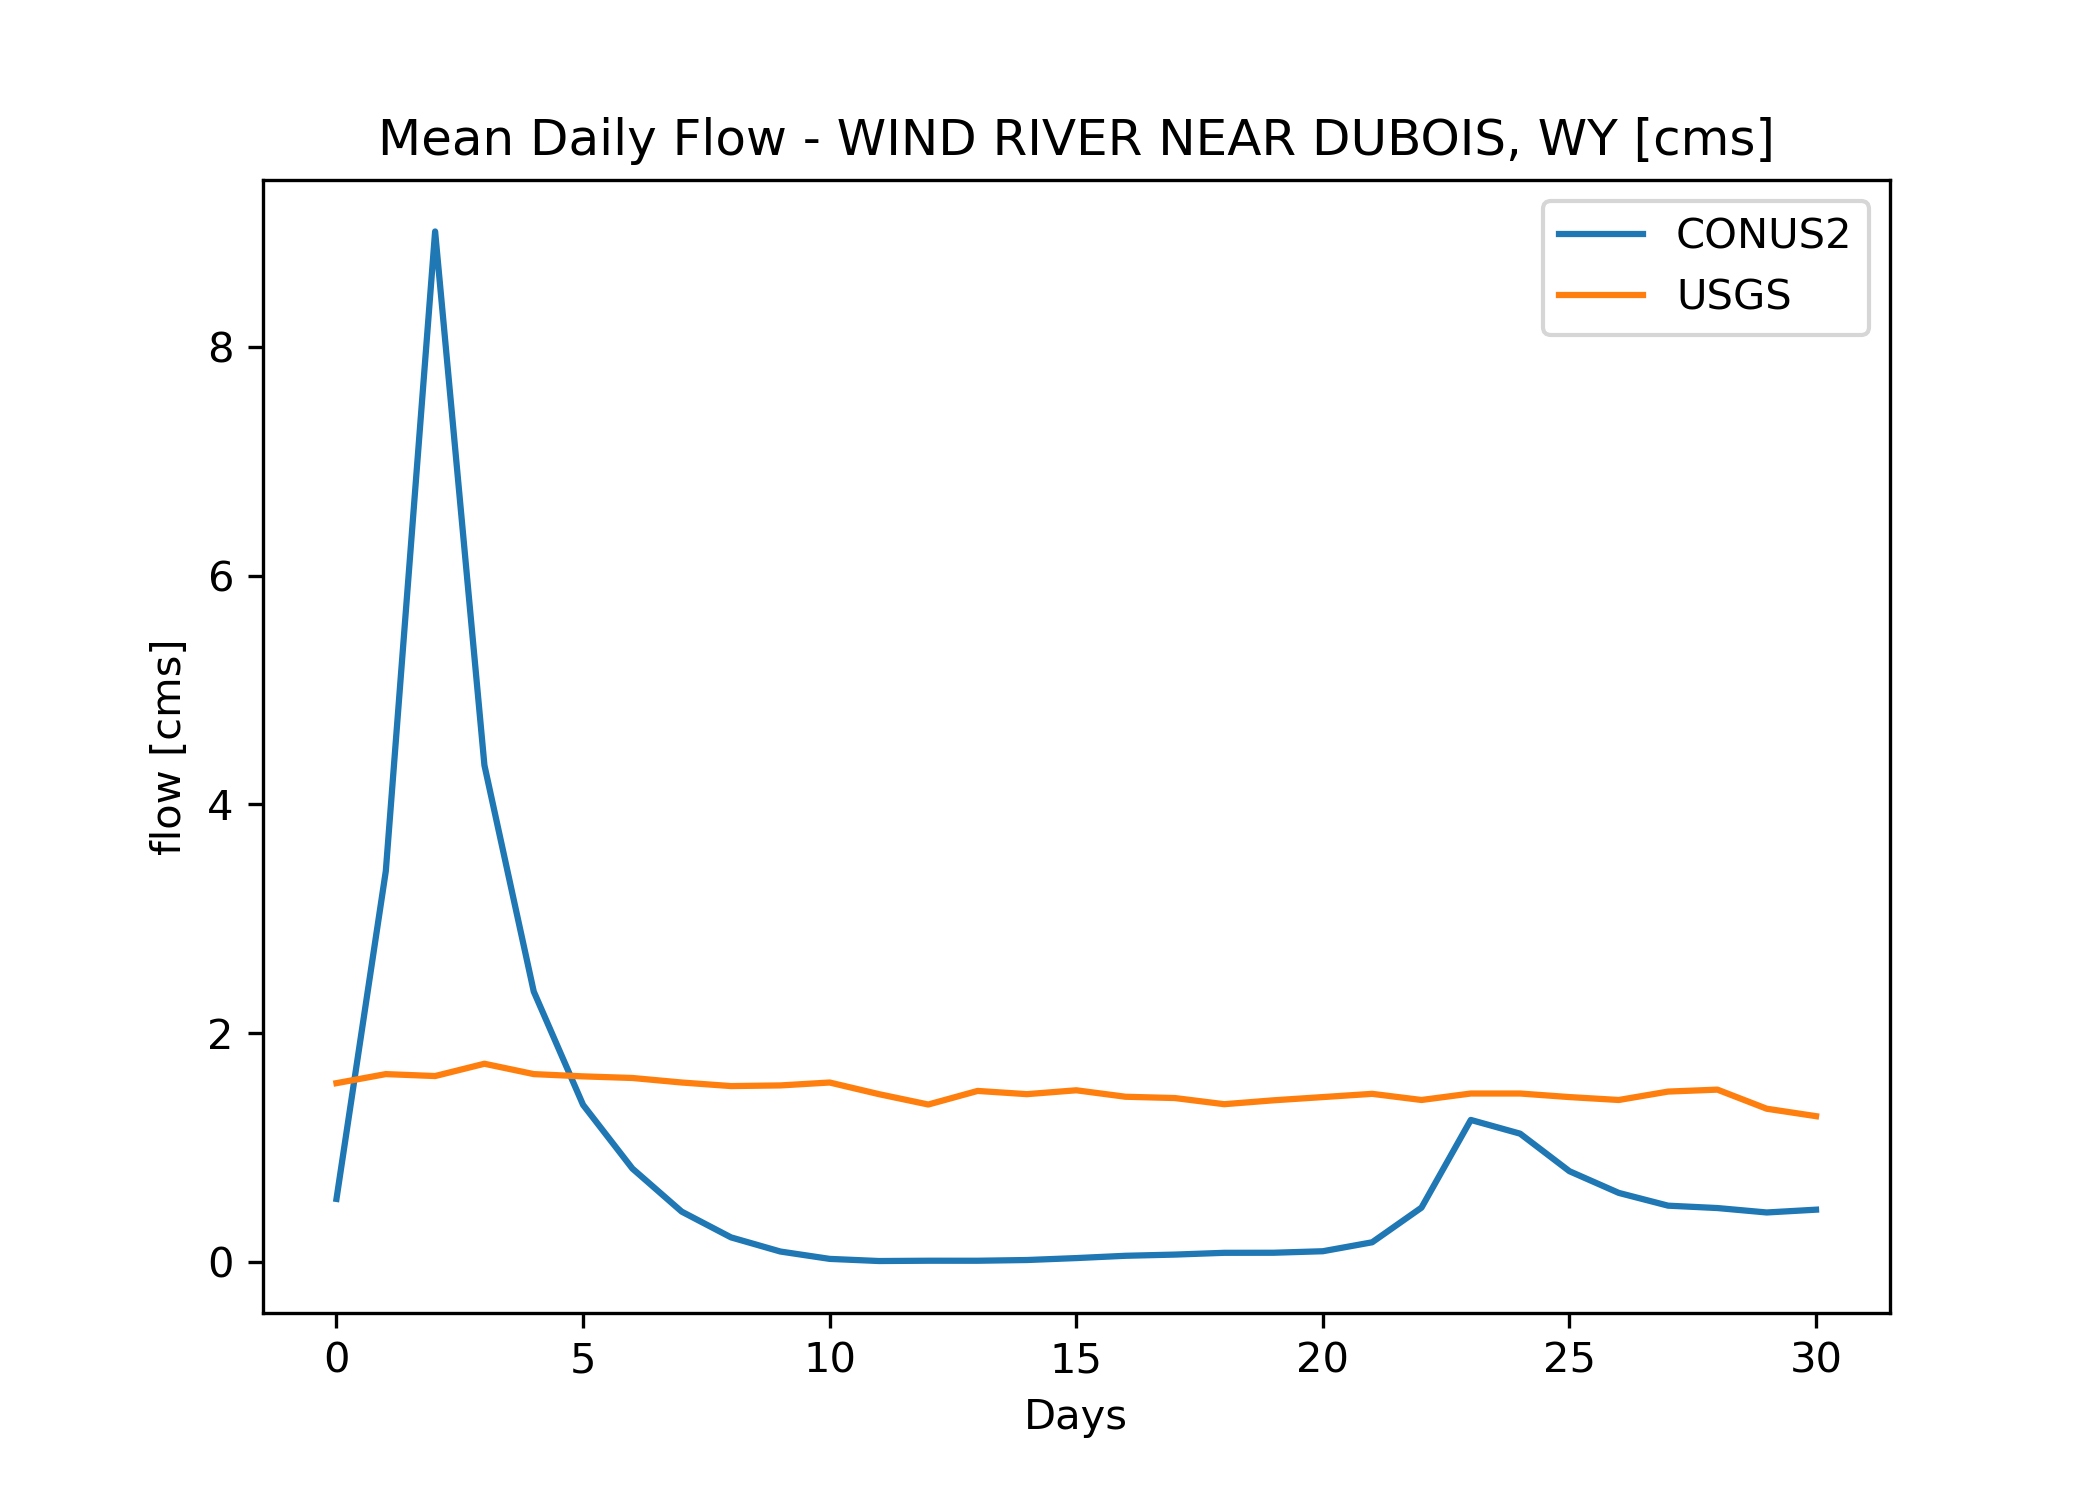 Mean Daily Flow - WIND RIVER NEAR DUBOIS, WY [cms]
CONUS2
USGS
8
6
4
2
0
flow [cms]
0 5 10 15 20 25 30
Days